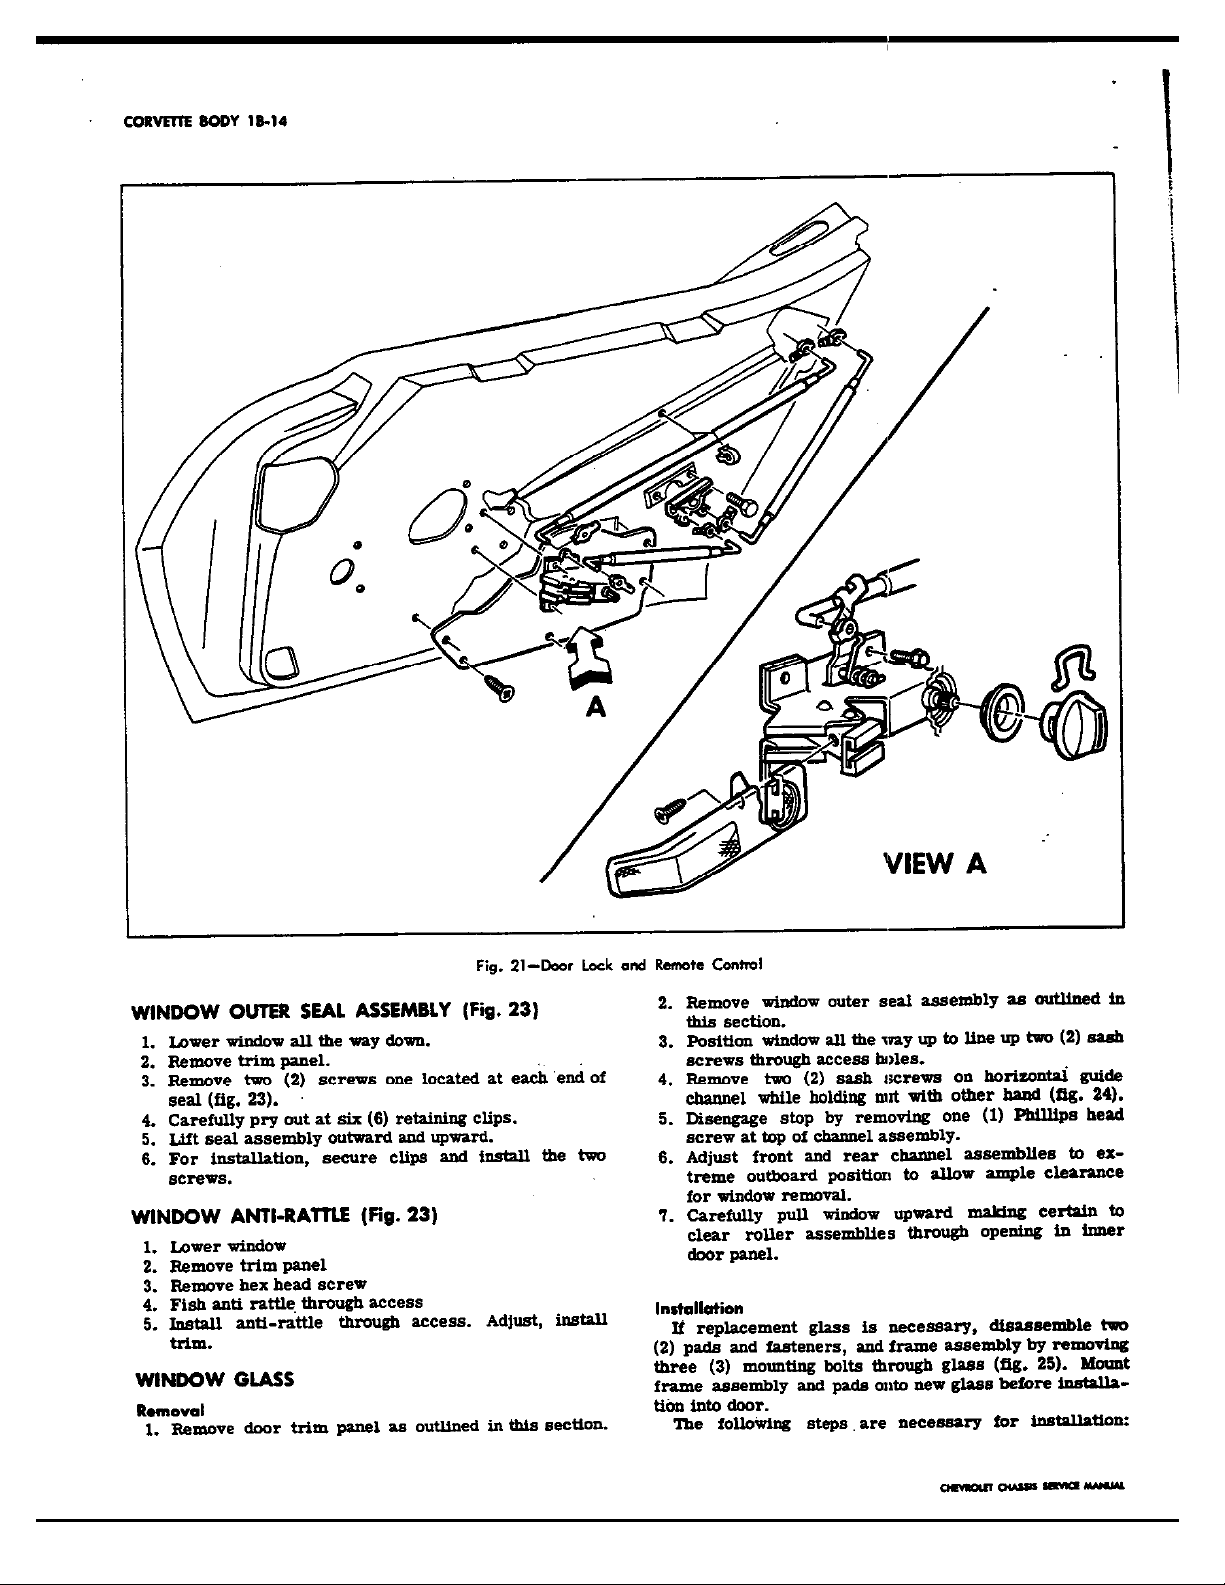 CORVETTE BODY 1B-14
A
VIEW A
Fig. 21—Door Lock and Remote Control
WINDOW OUTER SEAL ASSEMBLY (Fig. 23)
1. Lower window all the way down.
2. Remove trim panel.
3. Remove two (2) screws one located at each end of
seal (fig. 23).
4. Carefully pry out at six (6) retaining clips.
5. Lift seal assembly outward and upward.
6. For installation, secure clips and install the two
screws.
WINDOW ANTI-RATTLE (Fig. 23)
1. Lower window
2. Remove trim panel
3. Remove hex head screw
4. Fish anti rattle through access
5. Install anti-rattle through access. Adjust, install
trim.
WINDOW GLASS
Removal
1. Remove door trim panel as outlined in this section.
2. Remove window outer seal assembly as outlined in
this section.
3. Position window all the way up to line up two (2) sash
screws through access holes.
4. Remove two (2) sash screws on horizontal guide
channel while holding nut with other hand (fig. 24).
5. Disengage stop by removing one (1) Phillips head
screw at top of channel assembly.
6. Adjust front and rear channel assemblies to ex-
treme outboard position to allow ample clearance
for window removal.
7. Carefully pull window upward making certain to
clear roller assemblies through opening in inner
door panel.
Installation
If replacement glass is necessary, disassemble two
(2) pads and fasteners, and frame assembly by removing
three (3) mounting bolts through glass (fig. 25). Mount
frame assembly and pads onto new glass before installa-
tion into door.
The following steps are necessary for installation:
CHEVROLET CHASSIS SERVICE MANUAL